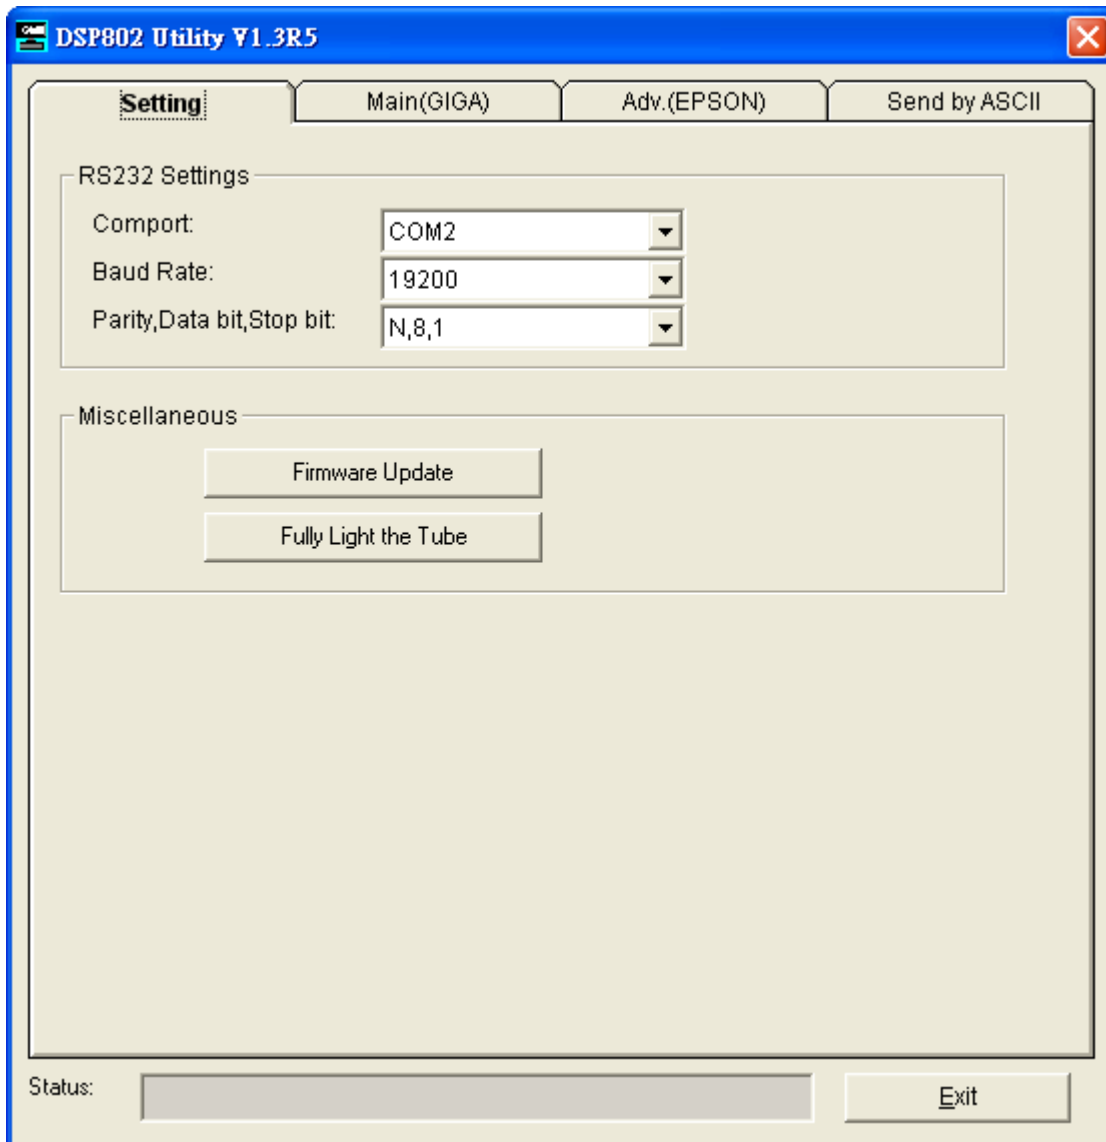 DSP802 Utility V1.3R5
Setting
Main(GIGA)
Adv.(EPSON)
Send by ASCII
RS232 Settings
Comport:
COM2
Baud Rate:
19200
Parity,Data bit,Stop bit:
N,8,1
Miscellaneous
Firmware Update
Fully Light the Tube
Status:
Exit